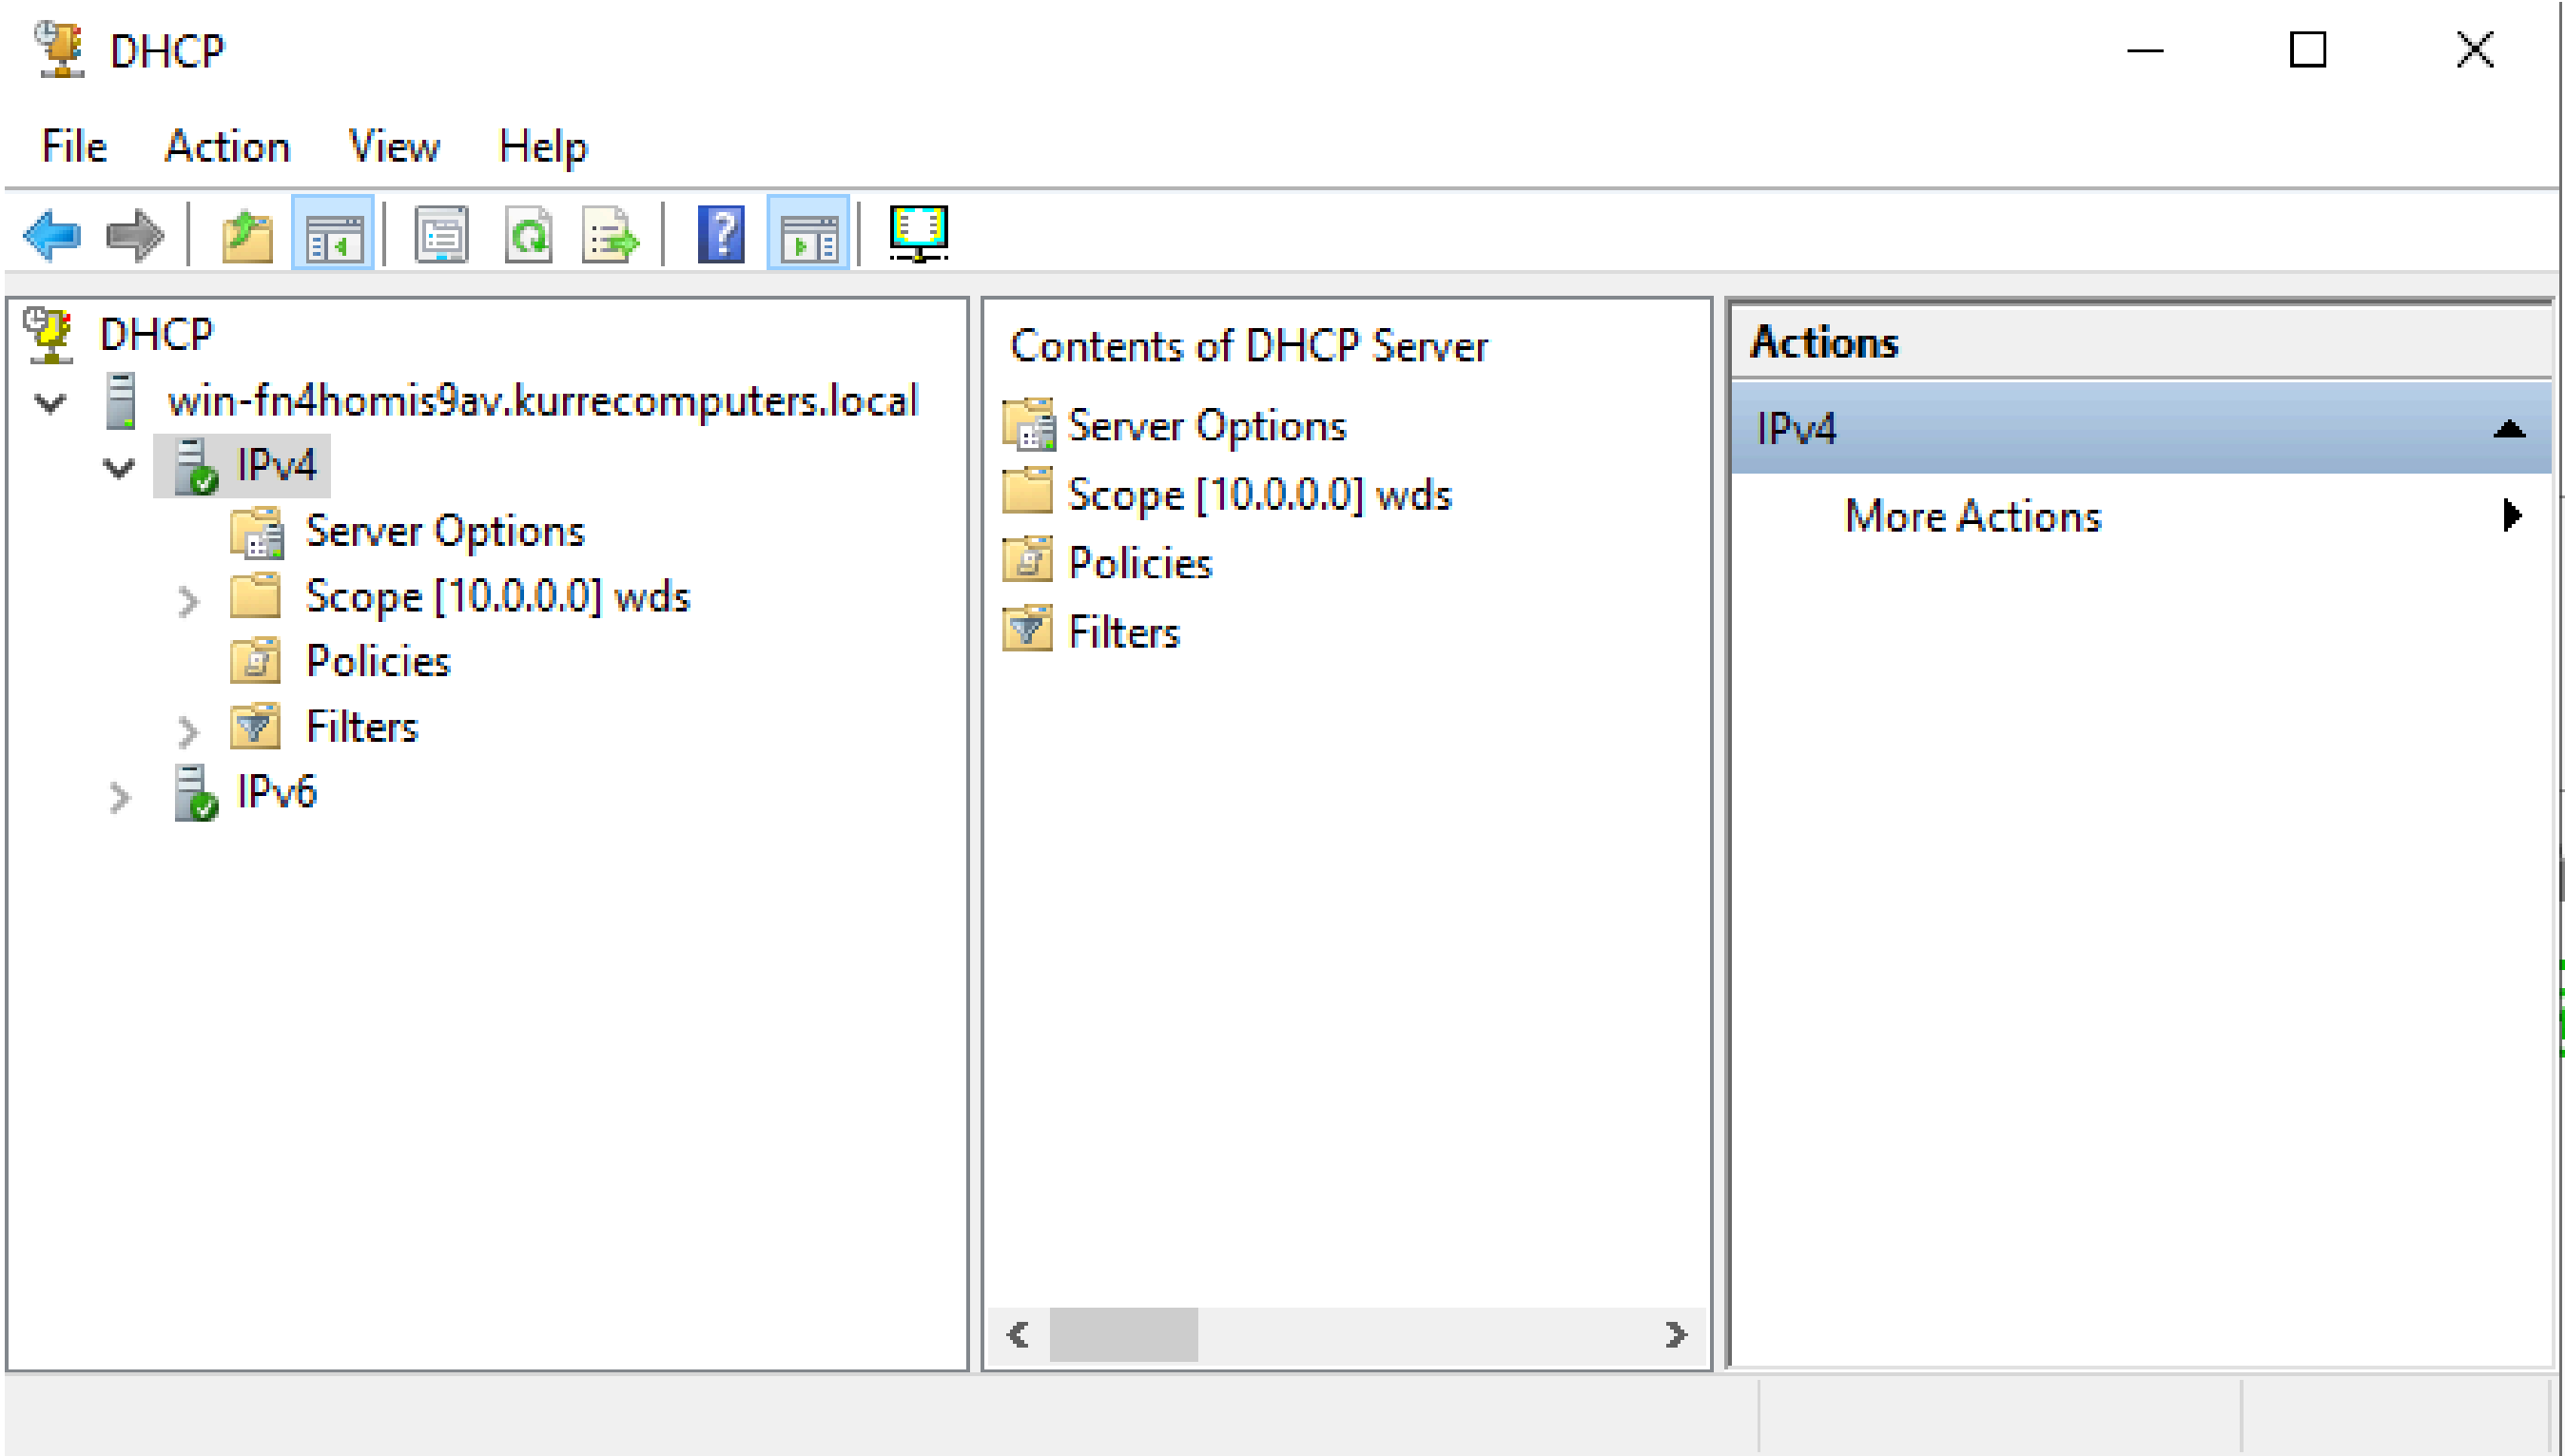 DHCP
File Action View Help
DHCP
win-fn4homis9av.kurrecomputers.local
IPv4
Server Options
Scope [10.0.0.0] wds
Policies
Filters
IPv6
Contents of DHCP Server
Server Options
Scope [10.0.0.0] wds
Policies
Filters
Actions
IPv4
More Actions